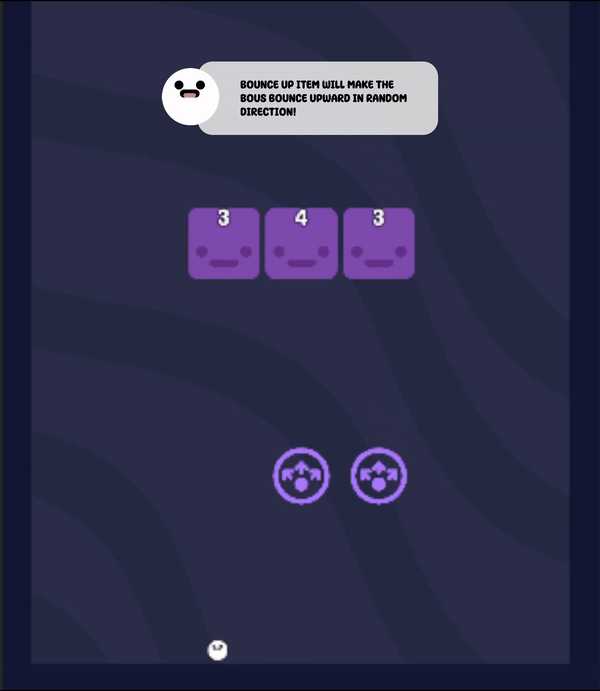 BOUNCE UP ITEM WILL MAKE THE
BOUS BOUNCE UPWARD IN RANDOM
DIRECTION!
3 4 3